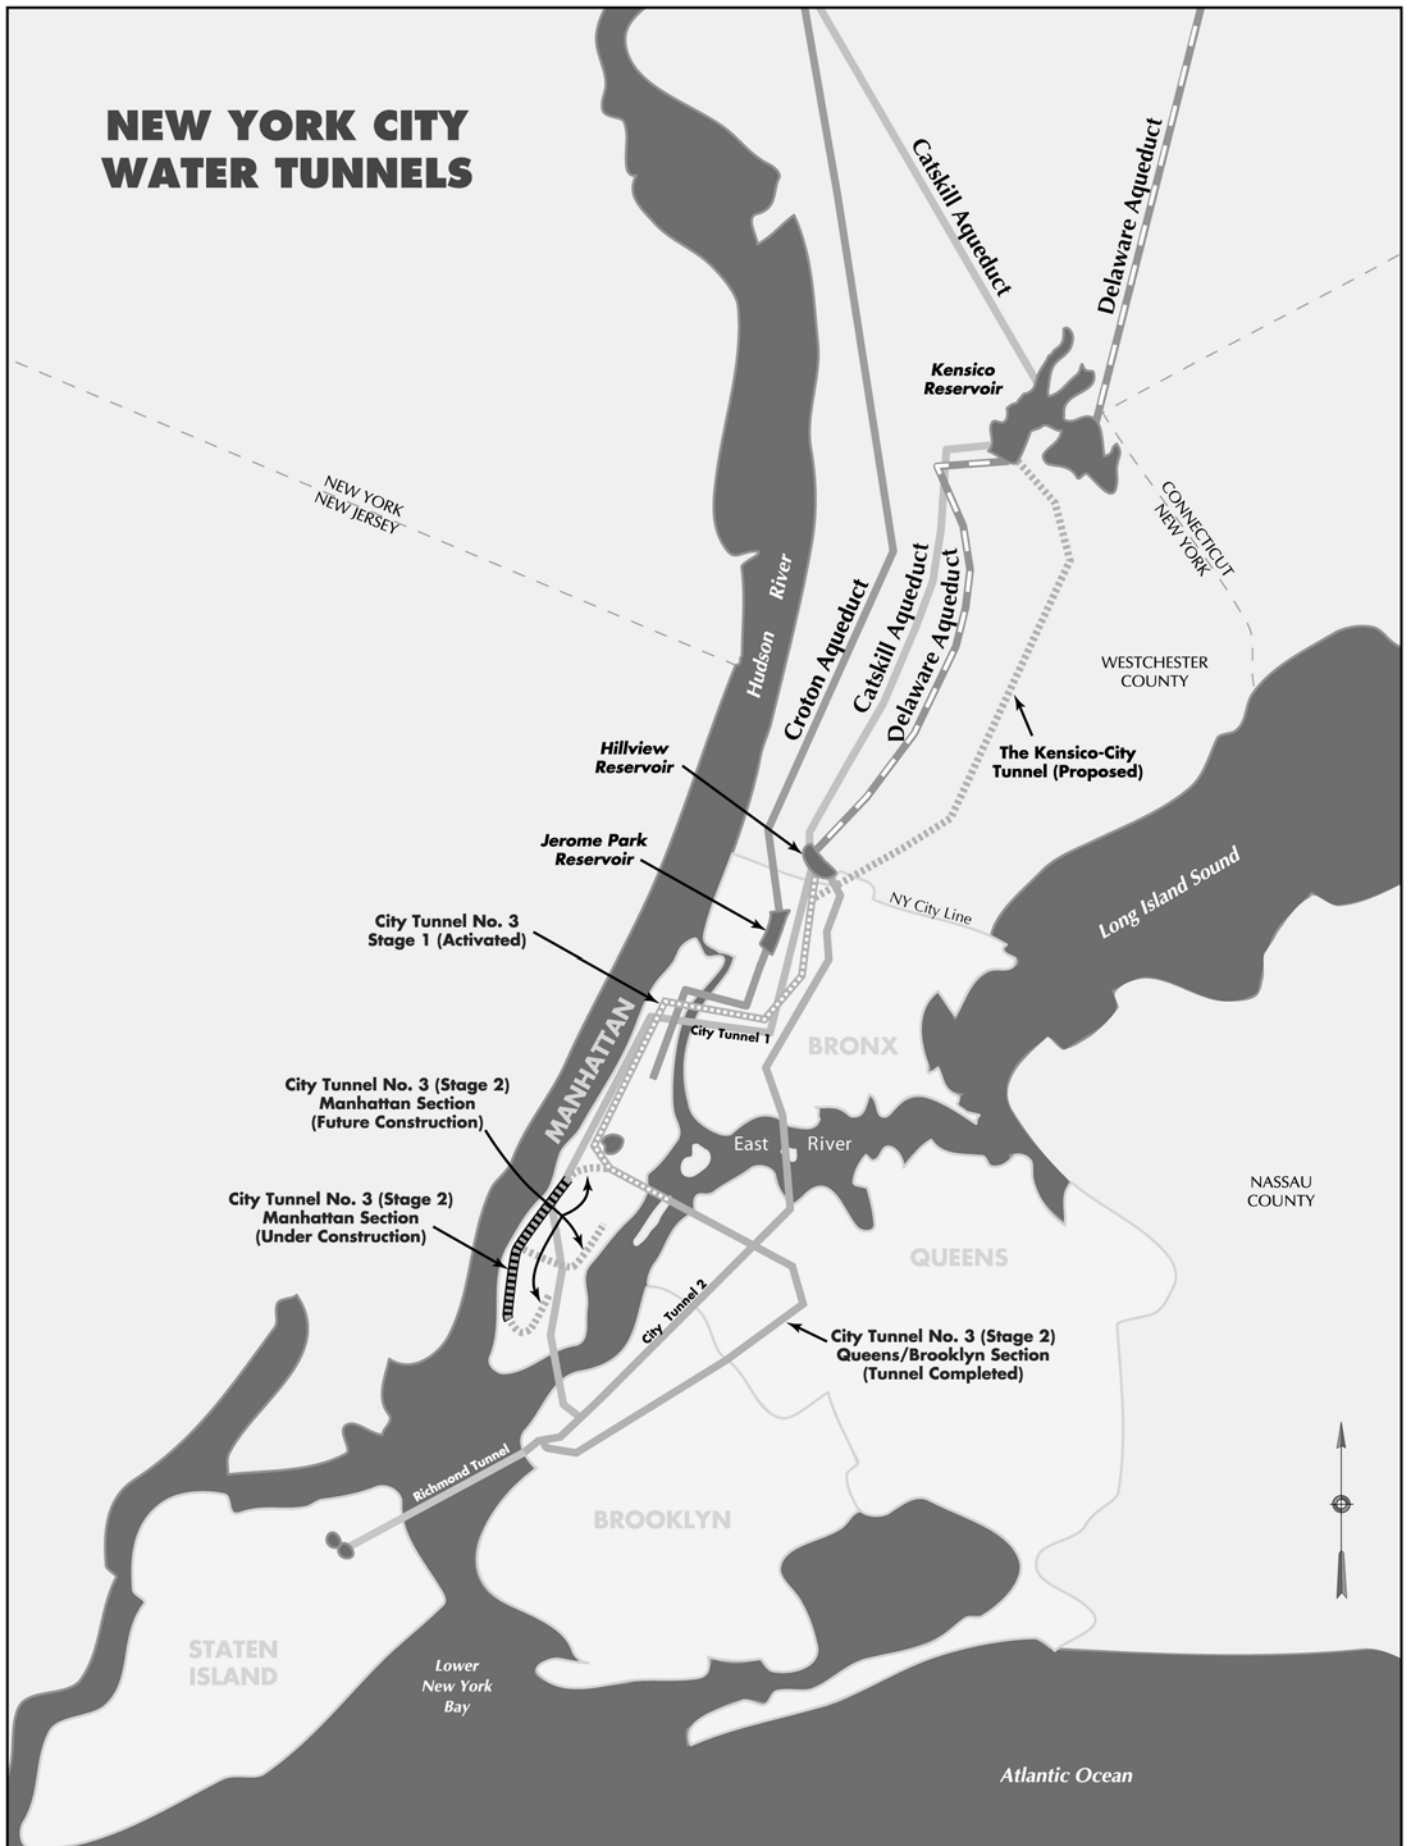 NEW YORK CITY
WATER TUNNELS
Catskill Aqueduct
Delaware Aqueduct
Kensico
Reservoir
NEW YORK
NEW JERSEY
CONNECTICUT
NEW YORK
Hudson River
Croton Aqueduct
Catskill Aqueduct
Delaware Aqueduct
WESTCHESTER
COUNTY
The Kensico-City
Tunnel (Proposed)
Hillview
Reservoir
Jerome Park
Reservoir
Long Island Sound
NY City Line
City Tunnel No. 3
Stage 1 (Activated)
MANHATTAN
City Tunnel 1
BRONX
City Tunnel No. 3 (Stage 2)
Manhattan Section
(Future Construction)
East River
City Tunnel No. 3 (Stage 2)
Manhattan Section
(Under Construction)
NASSAU
COUNTY
QUEENS
City Tunnel 2
City Tunnel No. 3 (Stage 2)
Queens/Brooklyn Section
(Tunnel Completed)
Richmond Tunnel
BROOKLYN
STATEN
ISLAND
Lower
New York
Bay
Atlantic Ocean